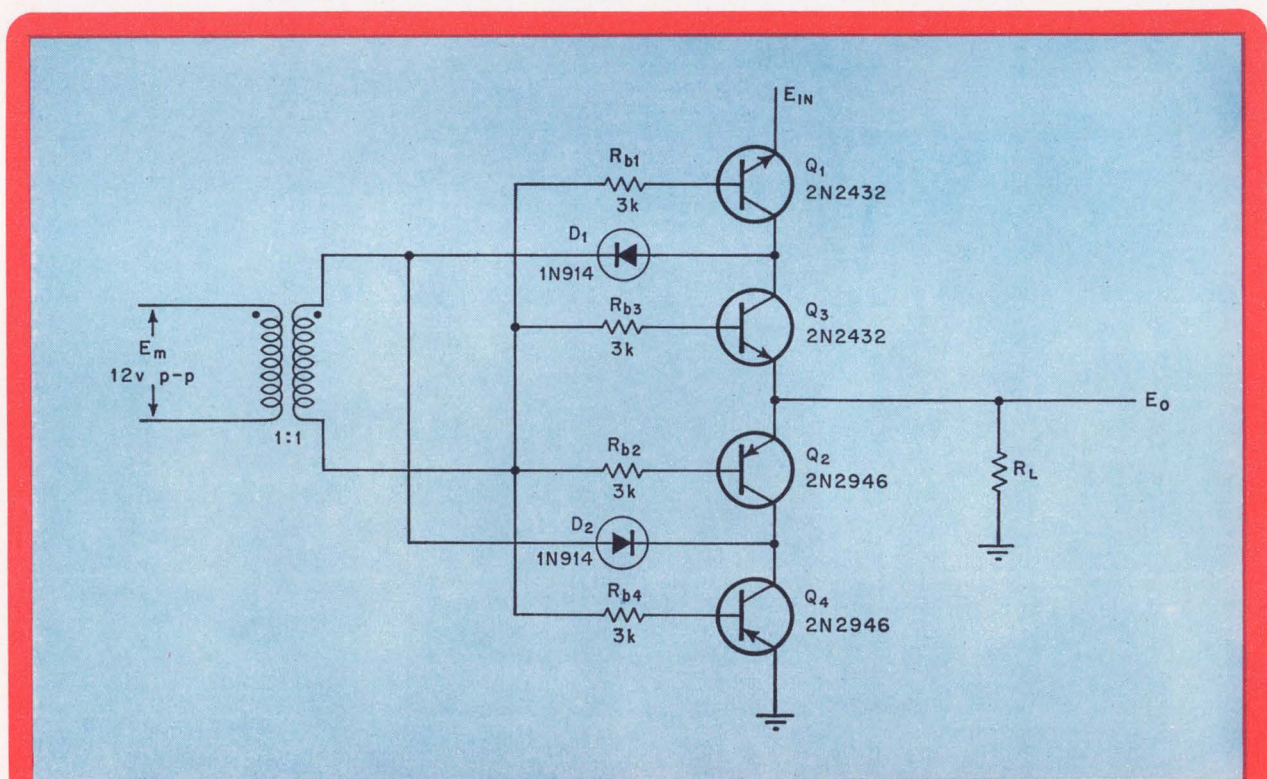 E_IN
R_b1
3k
Q_1
2N2432
D_1
1N914
R_b3
3k
Q_3
2N2432
E_m
12v p-p
1:1
E_O
R_b2
3k
Q_2
2N2946
R_L
D_2
1N914
R_b4
3k
Q_4
2N2946